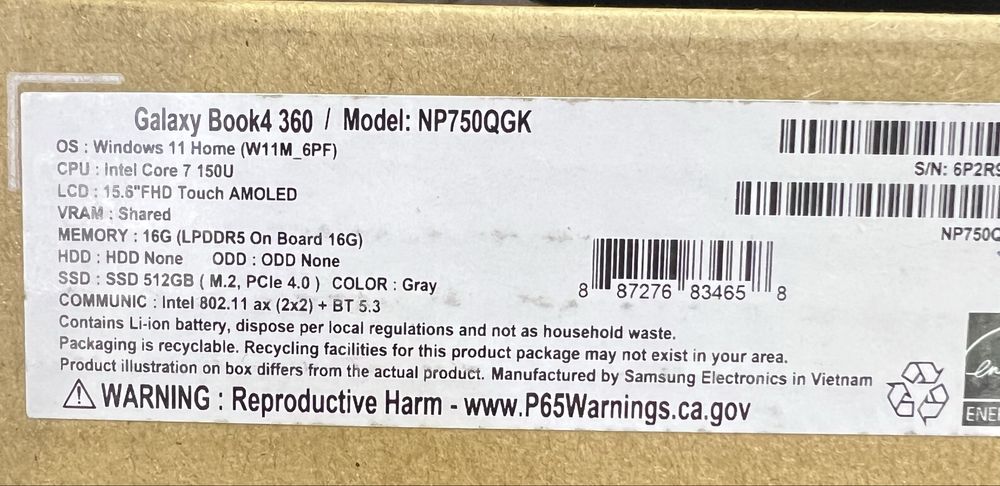 Galaxy Book4 360 / Model: NP750QGK
OS : Windows 11 Home (W11M_6PF)
CPU : Intel Core 7 150U
LCD : 15.6"FHD Touch AMOLED
VRAM : Shared
MEMORY : 16G (LPDDR5 On Board 16G)
HDD : HDD None ODD : ODD None
SSD : SSD 512GB ( M.2, PCIe 4.0 ) COLOR : Gray
COMMUNIC : Intel 802.11 ax (2x2) + BT 5.3
Contains Li-ion battery, dispose per local regulations and not as household waste.
Packaging is recyclable. Recycling facilities for this product package may not exist in your area.
Product illustration on box differs from the actual product. Manufactured by Samsung Electronics in Vietnam
WARNING : Reproductive Harm - www.P65Warnings.ca.gov
8 87276 83465 8
S/N: 6P2R
NP750
ENE